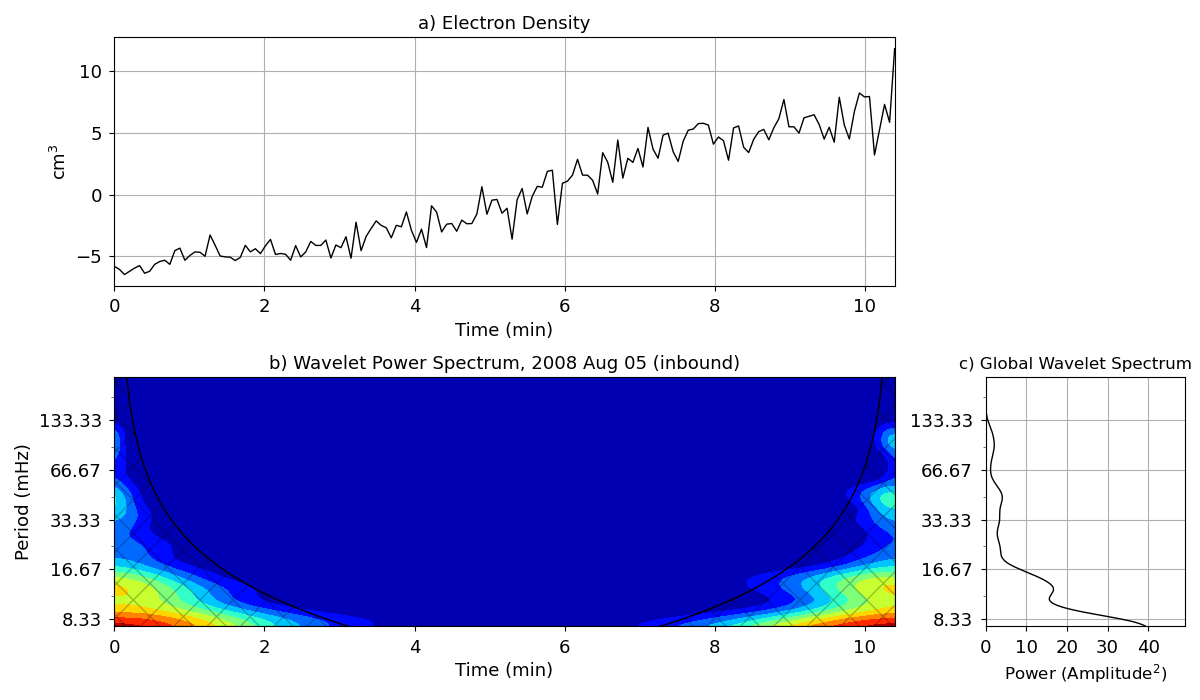 a) Electron Density
cm³
10
5
0
−5
0 2 4 6 8 10
Time (min)
b) Wavelet Power Spectrum, 2008 Aug 05 (inbound)
Period (mHz)
133.33
66.67
33.33
16.67
8.33
0 2 4 6 8 10
Time (min)
c) Global Wavelet Spectrum
133.33
66.67
33.33
16.67
8.33
0 10 20 30 40
Power (Amplitude²)